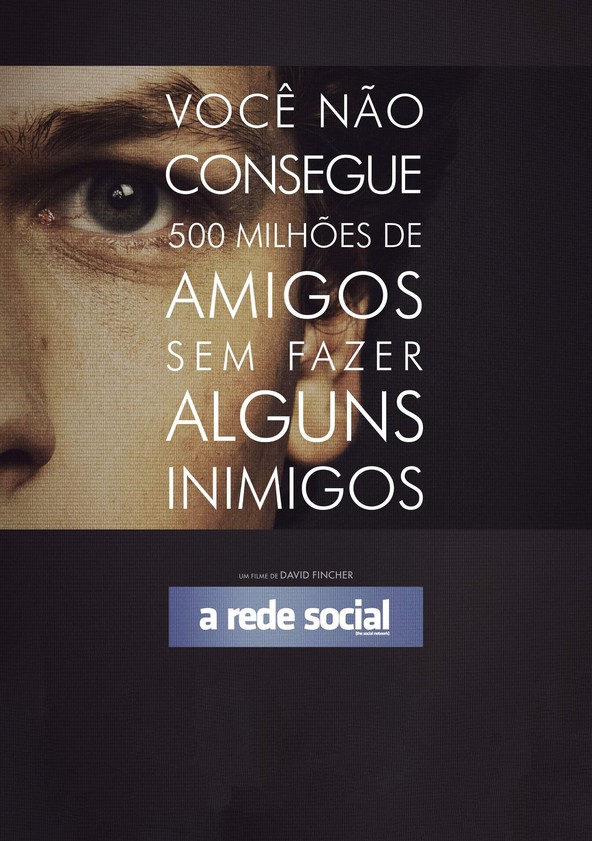 VOCÊ NÃO
CONSEGUE
500 MILHÕES DE
AMIGOS
SEM FAZER
ALGUNS
INIMIGOS
UM FILME DE DAVID FINCHER
a rede social
(the social network)